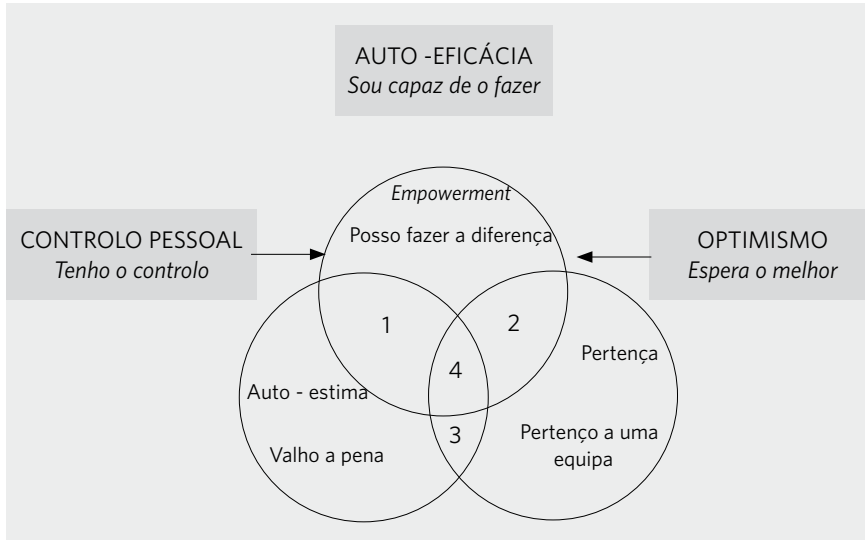 AUTO -EFICÁCIA
Sou capaz de o fazer
Empowerment
Posso fazer a diferença
CONTROLO PESSOAL
Tenho o controlo
OPTIMISMO
Espera o melhor
1
2
4
3
Pertença
Auto - estima
Valho a pena
Pertenço a uma
equipa